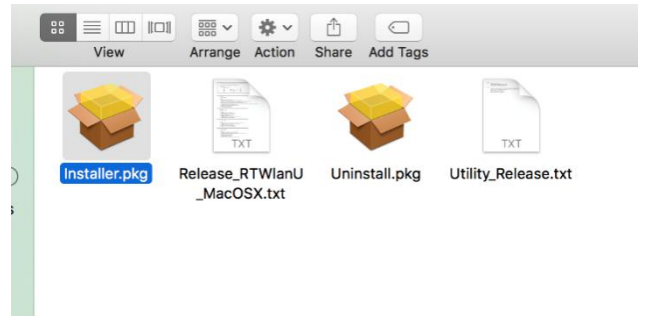 View
Arrange
Action
Share
Add Tags
TXT
TXT
Installer.pkg
Release_RTWlanU
_MacOSX.txt
Uninstall.pkg
Utility_Release.txt
s